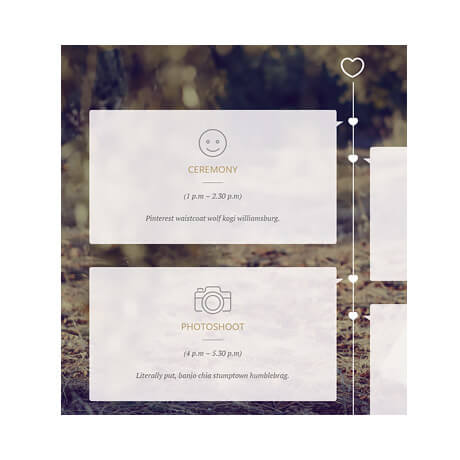 CEREMONY
(1 p.m – 2.30 p.m)
Pinterest waistcoat wolf kogi williamsburg.
PHOTOSHOOT
(4 p.m – 5.30 p.m)
Literally put, banjo chia stumptown humblebrag.